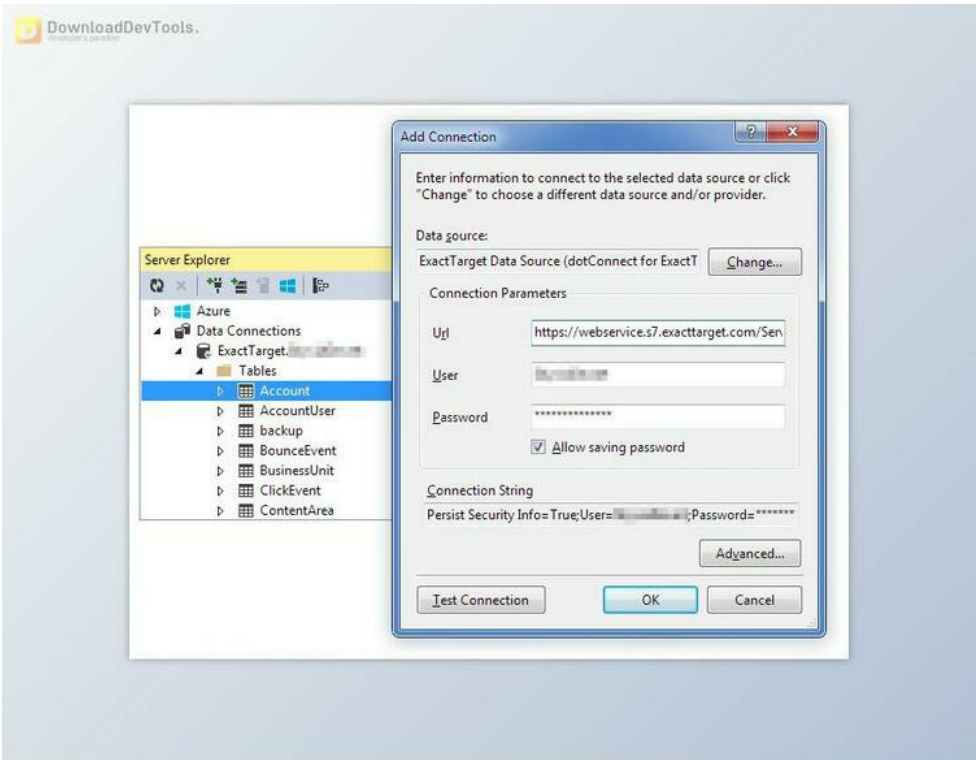 DownloadDevTools.
developer's paradise
Add Connection
Enter information to connect to the selected data source or click
"Change" to choose a different data source and/or provider.
Data source:
ExactTarget Data Source (dotConnect for ExactT
Change...
Connection Parameters
Url
https://webservice.s7.exacttarget.com/Serv
User
Password
**************
Allow saving password
Connection String
Persist Security Info=True;User= ;Password=*******
Advanced...
Test Connection
OK
Cancel
Server Explorer
Azure
Data Connections
ExactTarget.
Tables
Account
AccountUser
backup
BounceEvent
BusinessUnit
ClickEvent
ContentArea